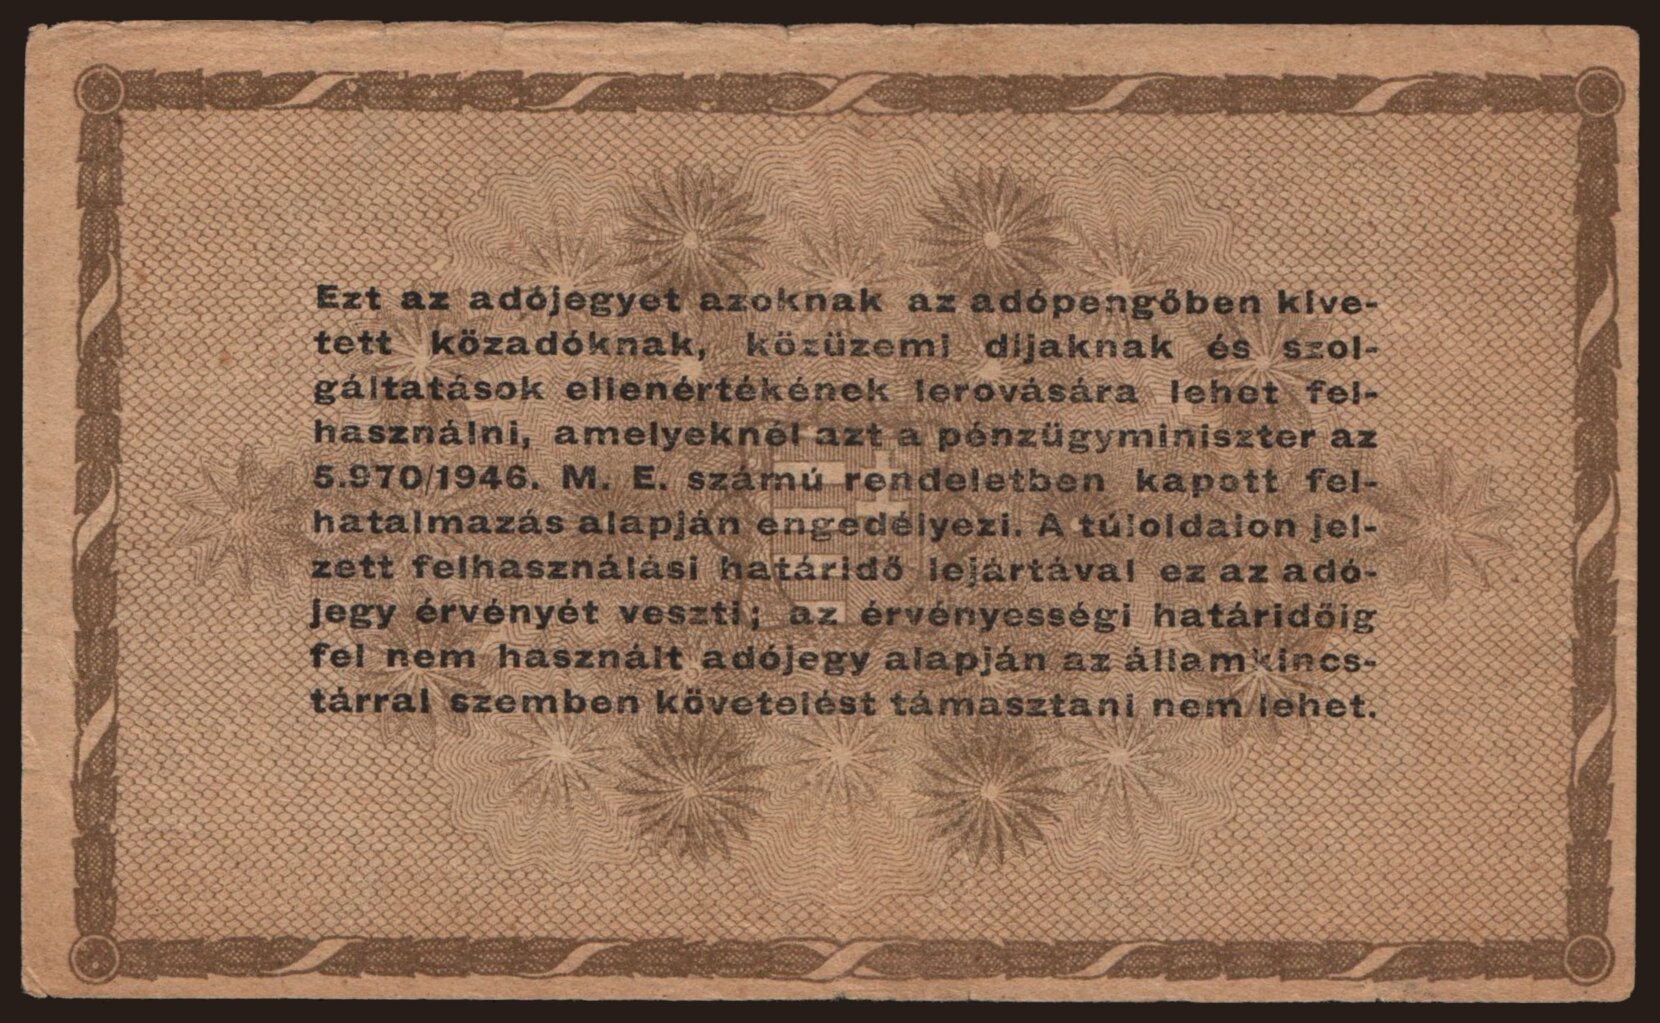 Ezt az adójegyet azoknak az adópengőben kive-
tett közadóknak, közüzemi díjaknak és szol-
gáltatások ellenértékének lerovására lehet fel-
használni, amelyeknél azt a pénzügyminiszter az
5.970/1946. M. E. számú rendeletben kapott fel-
hatalmazás alapján engedélyezi. A túloldalon jel-
zett felhasználási határidő lejártával ez az adó-
jegy érvényét veszti; az érvényességi határidőig
fel nem használt adójegy alapján az államkincs-
tárral szemben követelést támasztani nem lehet.